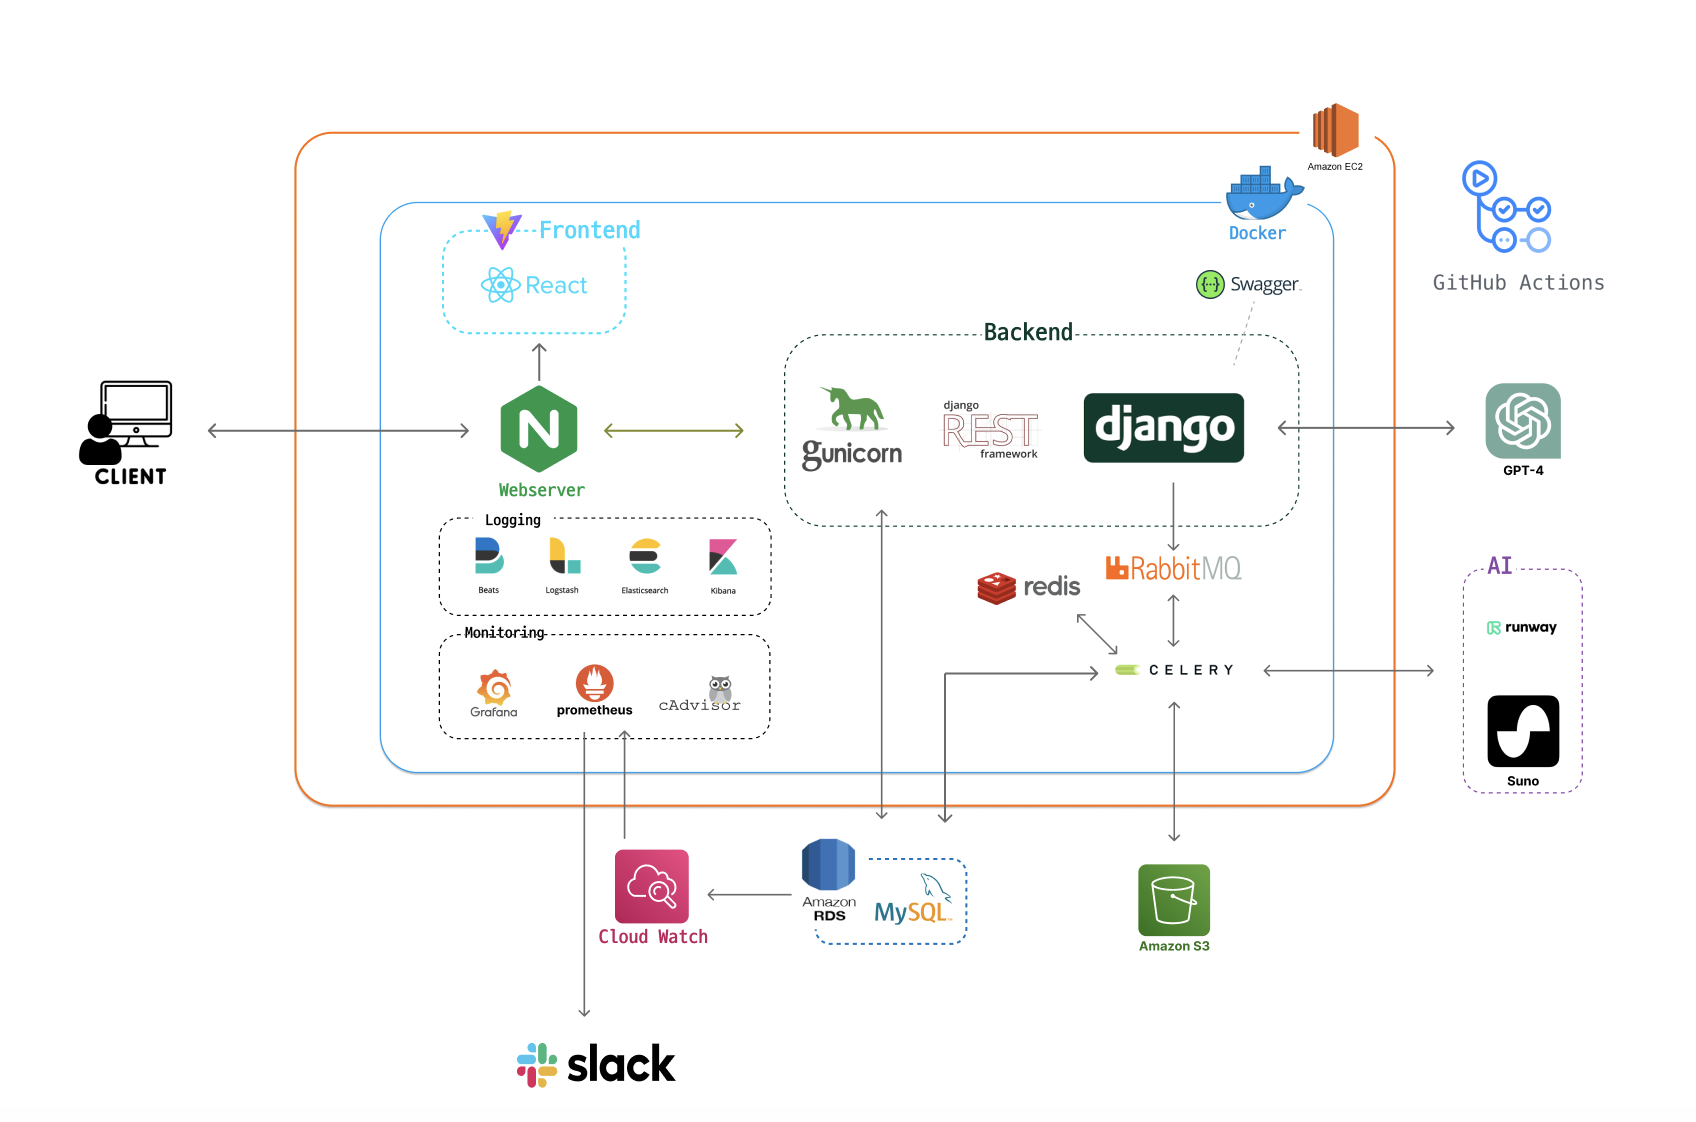 Amazon EC2
Docker
Frontend
React
Swagger
GitHub Actions
Backend
django
REST
framework
gunicorn
django
CLIENT
N
Webserver
GPT-4
Logging
Beats
Logstash
Elasticsearch
Kibana
redis
RabbitMQ
AI
runway
Monitoring
Grafana
prometheus
cAdvisor
CELERY
Suno
Cloud Watch
Amazon
RDS
MySQL
Amazon S3
slack